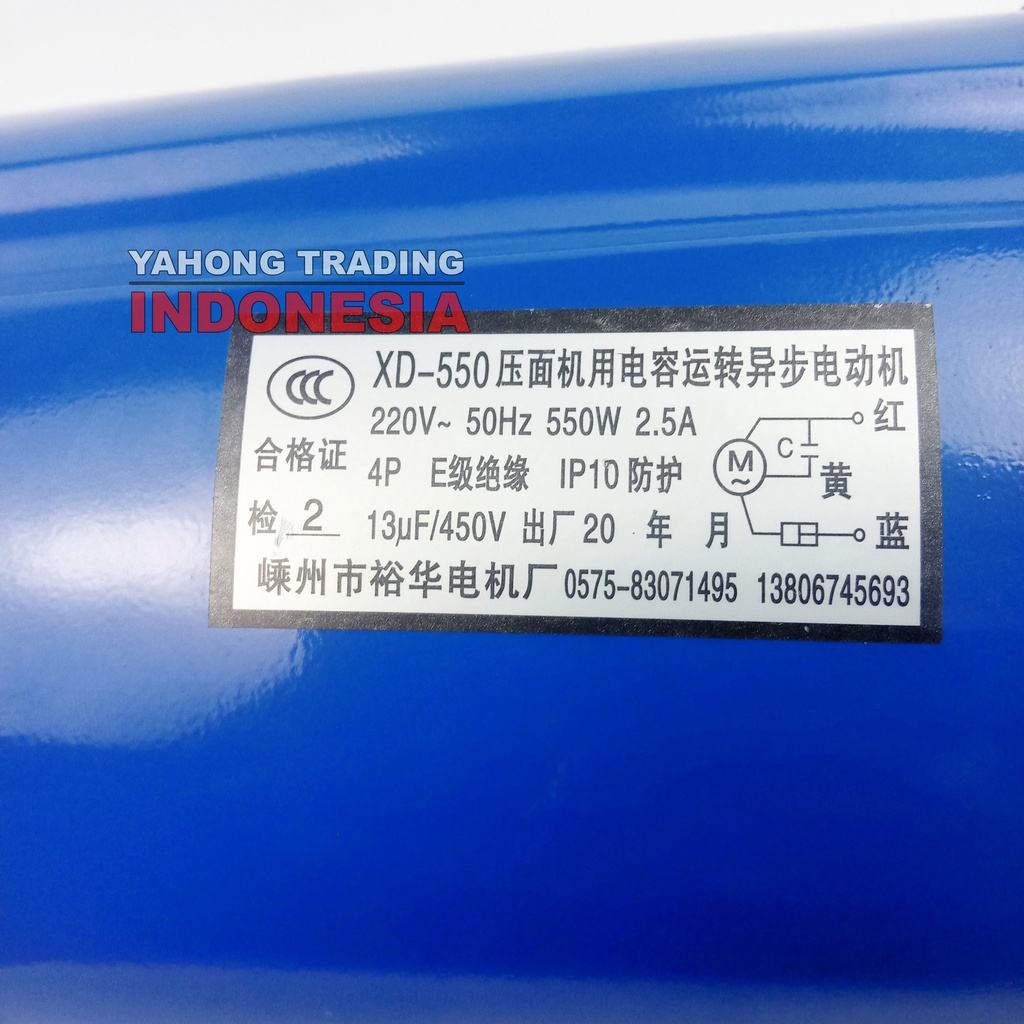 YAHONG TRADING
INDONESIA
CCC
XD-550压面机用电容运转异步电动机
220V~ 50Hz 550W 2.5A
合格证
4P E级绝缘 IP10防护
检 2
13μF/450V 出厂20 年 月
M
~
C
红
黄
蓝
嵊州市裕华电机厂 0575-83071495 13806745693